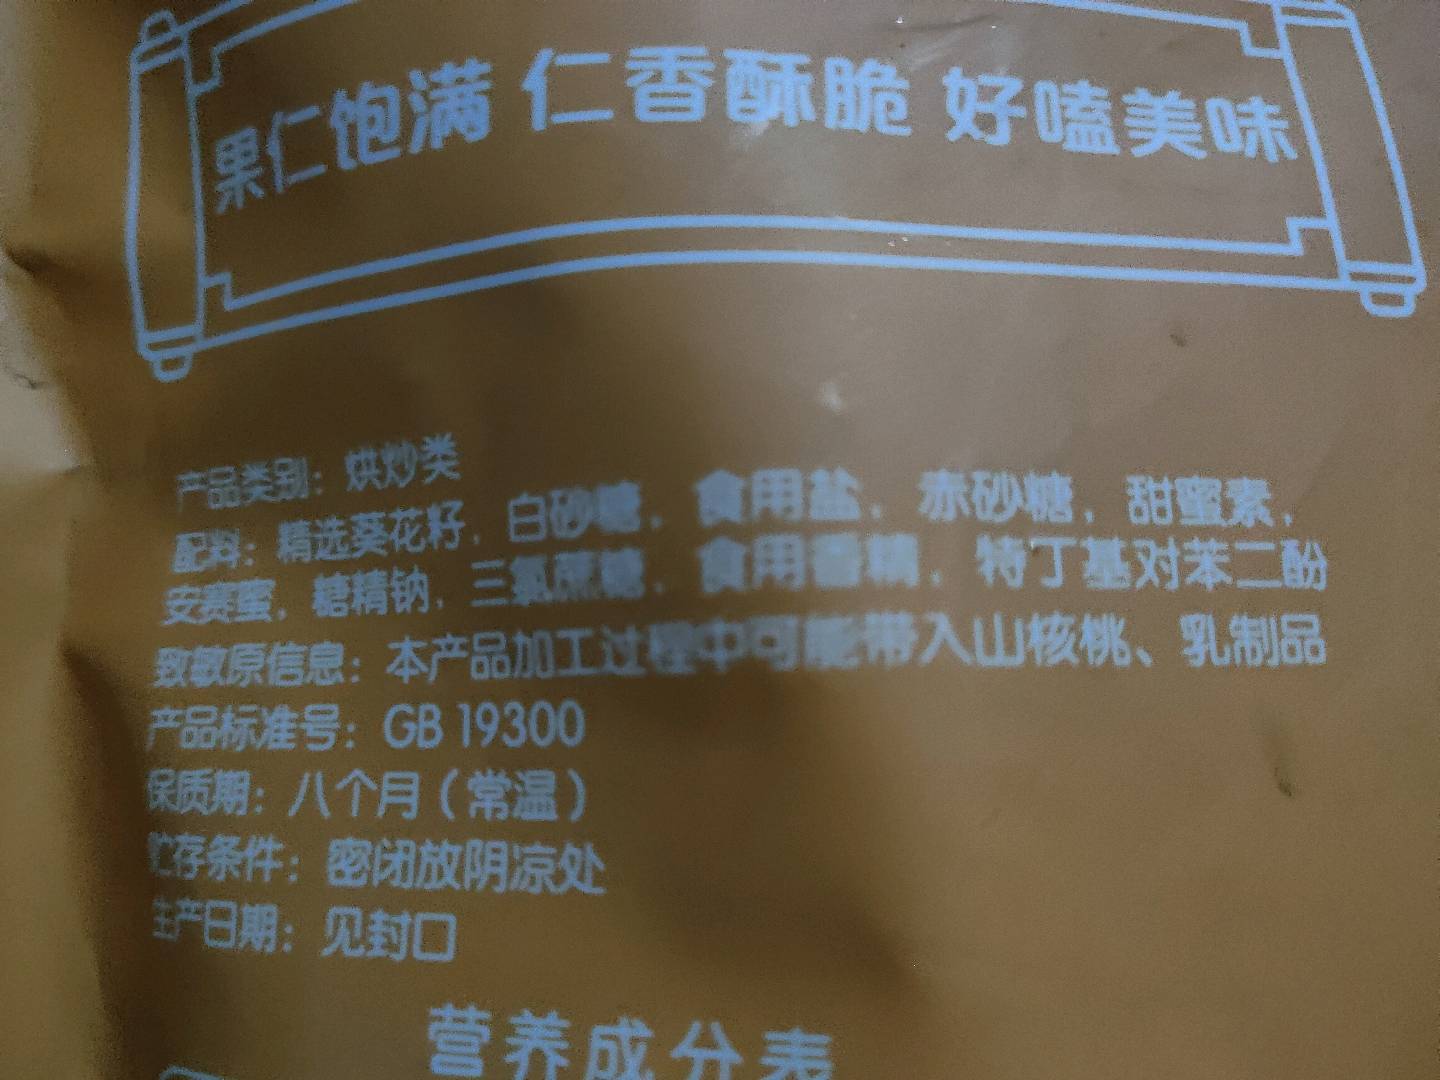 果仁饱满 仁香酥脆 好嗑美味
产品类别：烘炒类
配料：精选葵花籽，白砂糖，食用盐，赤砂糖，甜蜜素，
安赛蜜，糖精钠，三氯蔗糖，食用香精，特丁基对苯二酚
致敏原信息：本产品加工过程中可能带入山核桃、乳制品
产品标准号：GB 19300
保质期：八个月（常温）
贮存条件：密闭放阴凉处
生产日期：见封口
营养成分表